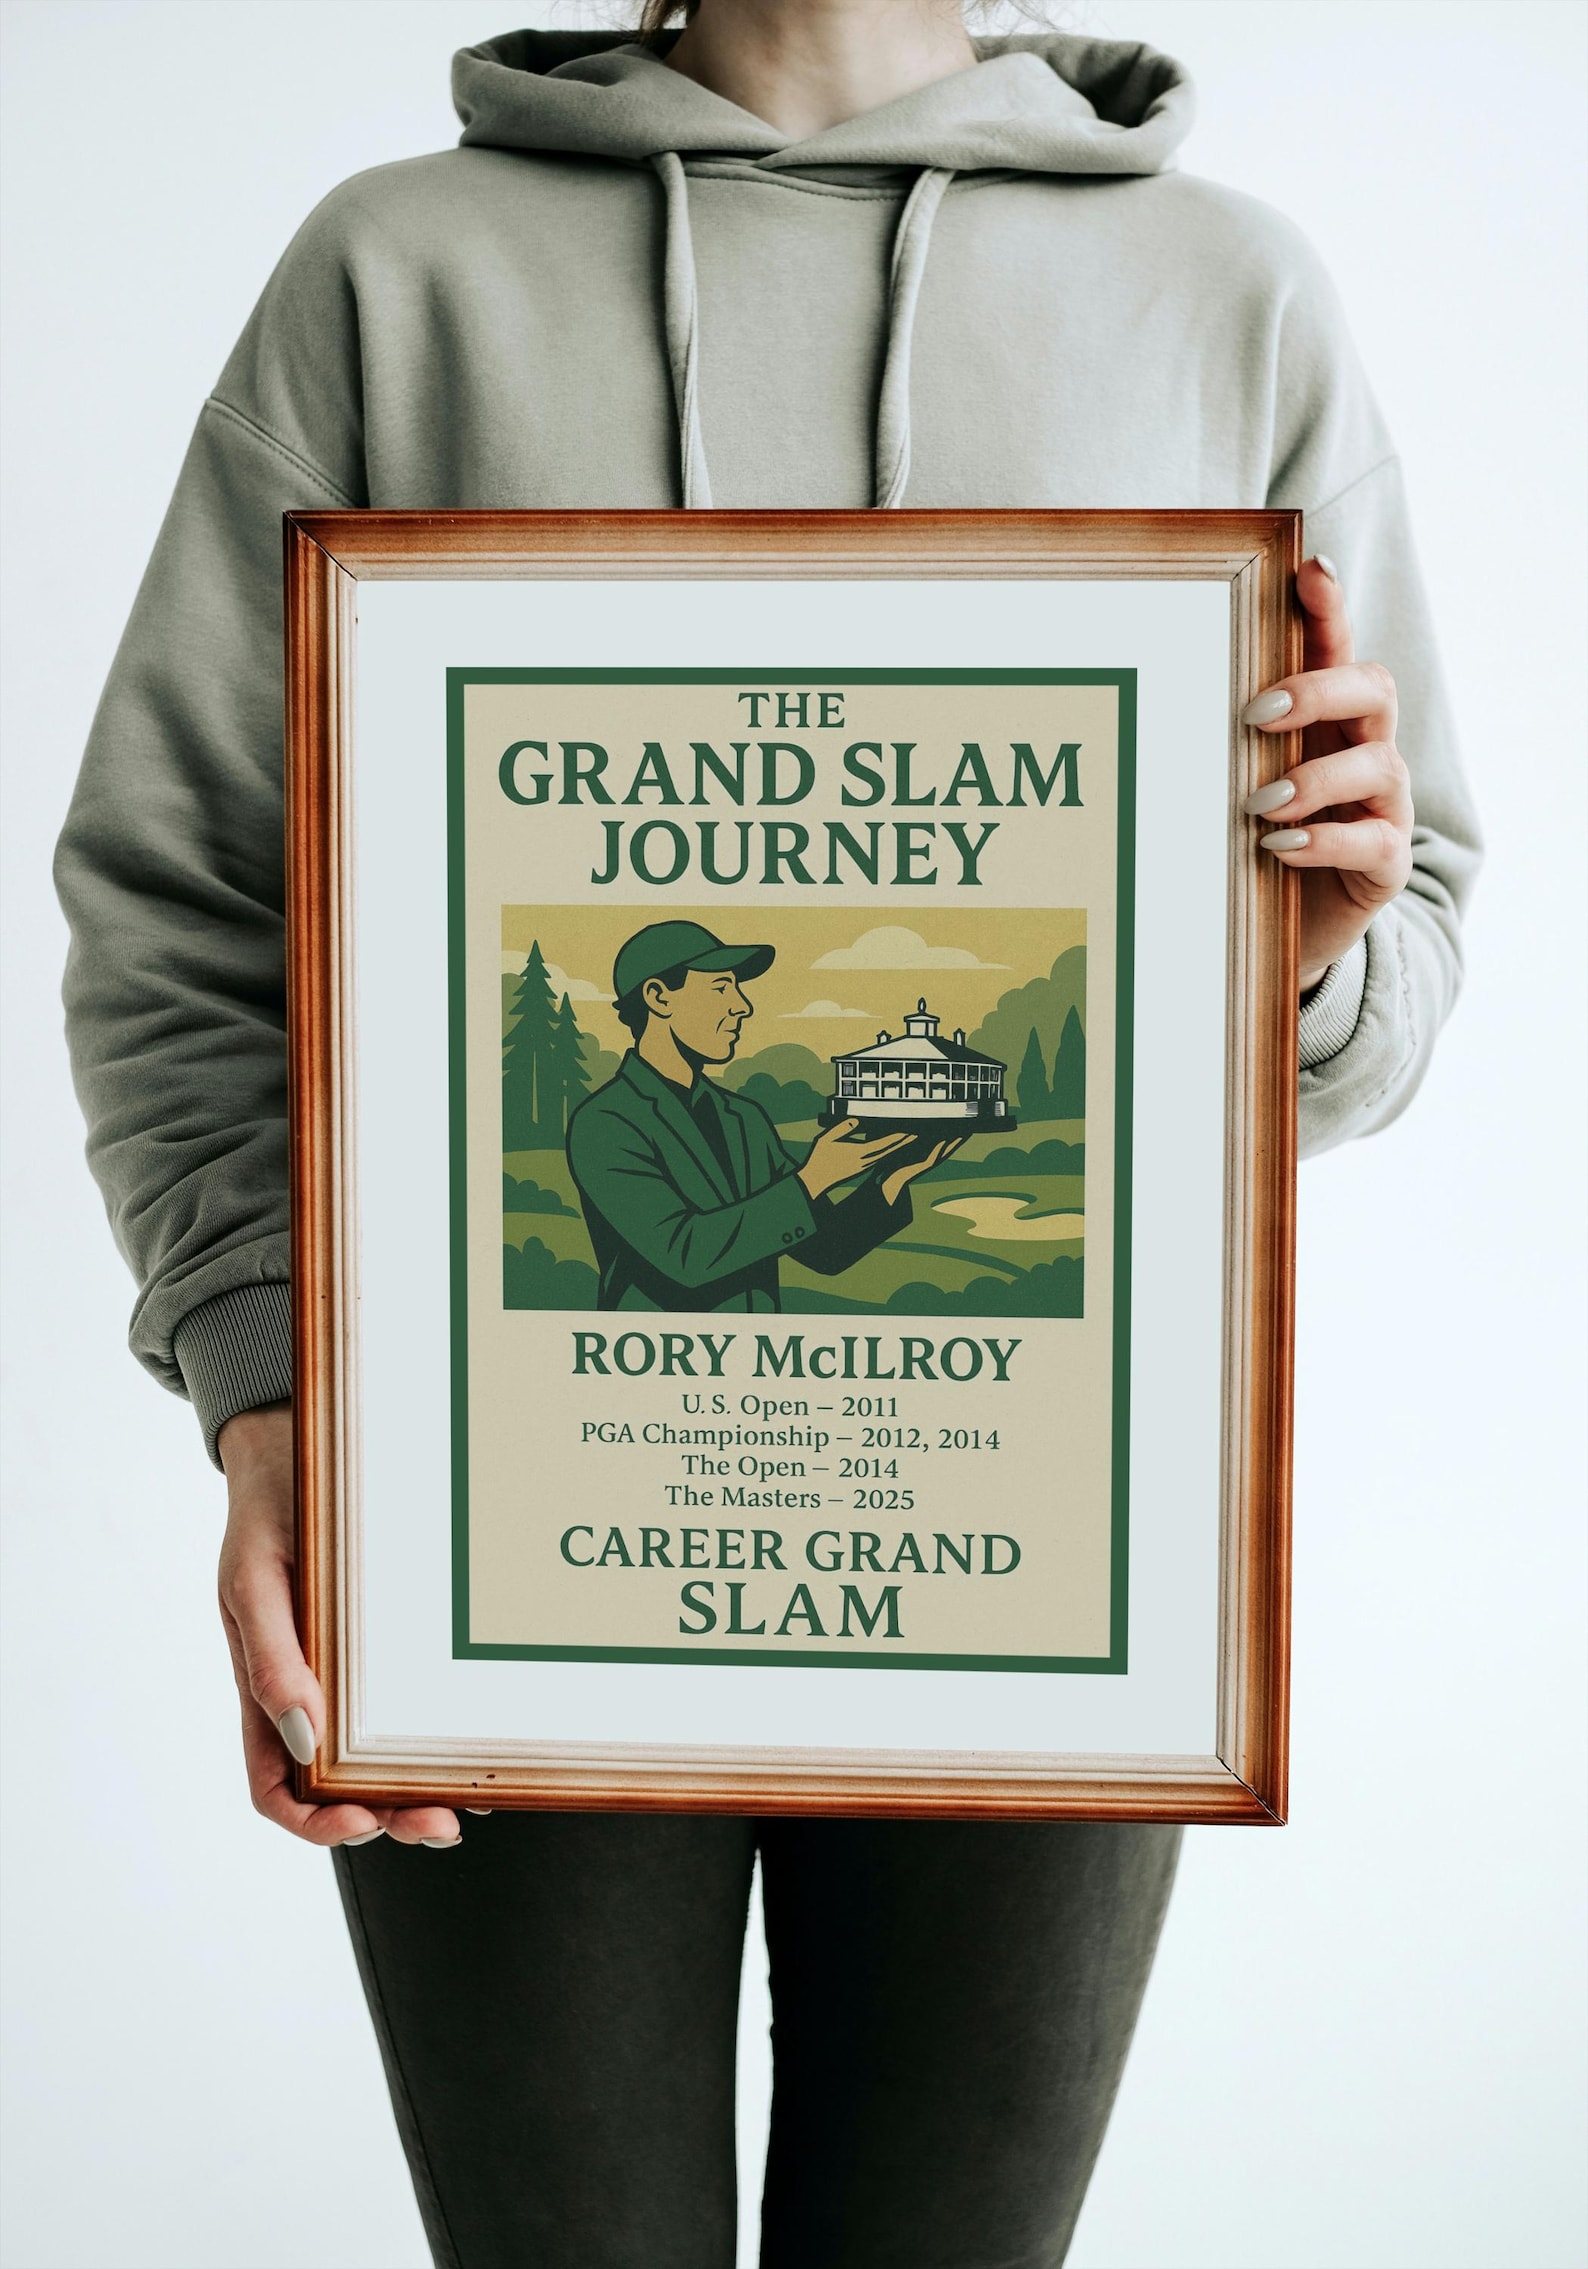 THE
GRAND SLAM
JOURNEY
RORY McILROY
U. S. Open – 2011
PGA Championship – 2012, 2014
The Open – 2014
The Masters – 2025
CAREER GRAND
SLAM